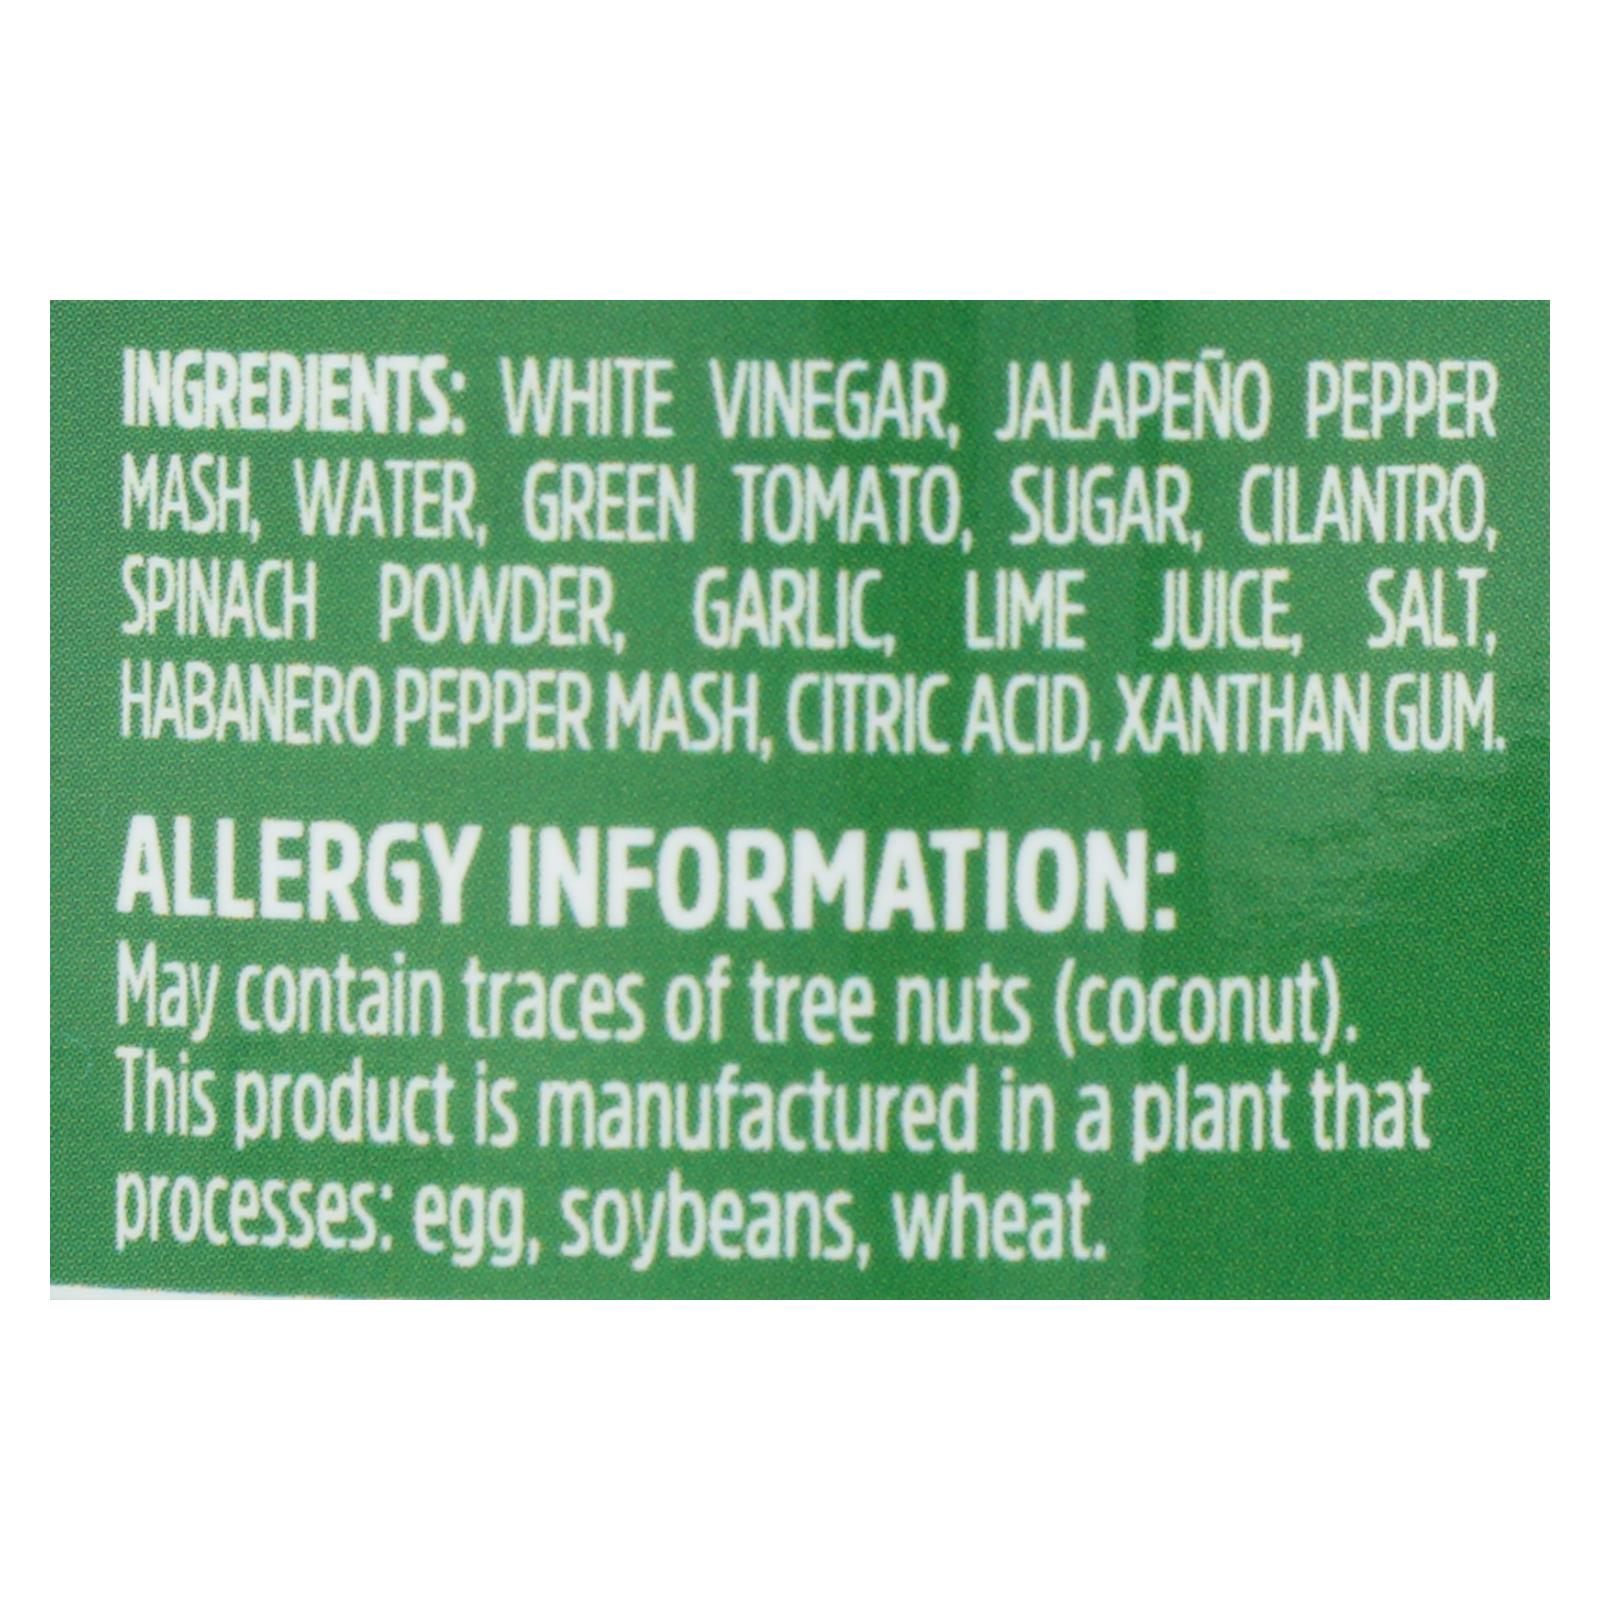 INGREDIENTS: WHITE VINEGAR, JALAPEÑO PEPPER
MASH, WATER, GREEN TOMATO, SUGAR, CILANTRO,
SPINACH POWDER, GARLIC, LIME JUICE, SALT,
HABANERO PEPPER MASH, CITRIC ACID, XANTHAN GUM.
ALLERGY INFORMATION:
May contain traces of tree nuts (coconut).
This product is manufactured in a plant that
processes: egg, soybeans, wheat.